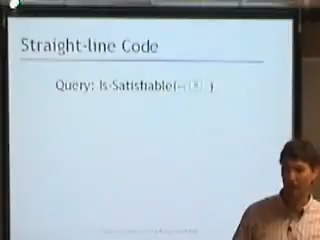 Straight-line Code
Query: Is-Satisfiable(¬ )